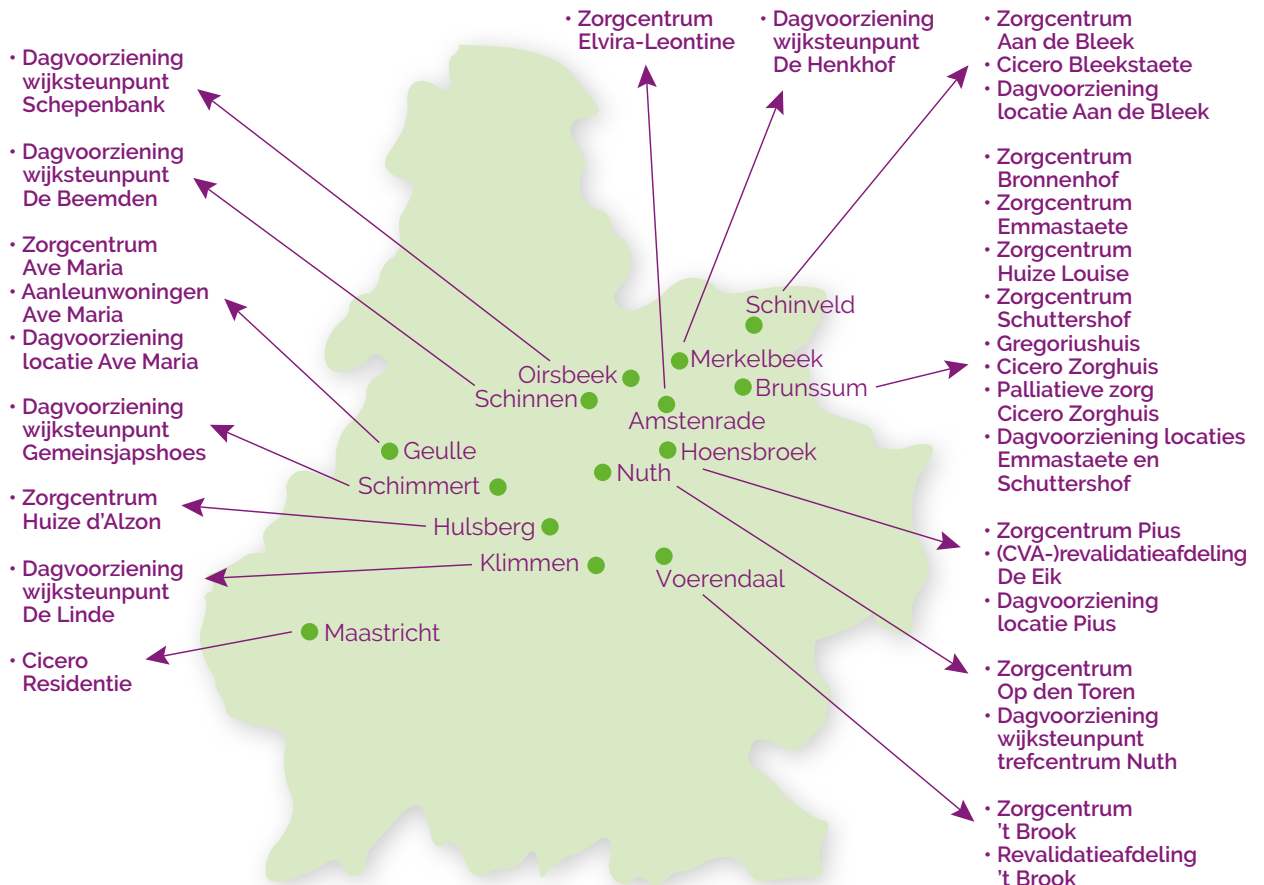 • Zorgcentrum
Elvira-Leontine
• Dagvoorziening
wijksteunpunt
De Henkhof
• Zorgcentrum
Aan de Bleek
• Cicero Bleekstaete
• Dagvoorziening
locatie Aan de Bleek
• Dagvoorziening
wijksteunpunt
Schepenbank
• Dagvoorziening
wijksteunpunt
De Beemden
• Zorgcentrum
Ave Maria
• Aanleunwoningen
Ave Maria
• Dagvoorziening
locatie Ave Maria
• Dagvoorziening
wijksteunpunt
Gemeinsjapshoes
• Zorgcentrum
Huize d'Alzon
• Dagvoorziening
wijksteunpunt
De Linde
• Cicero
Residentie
Schinveld
Merkelbeek
Oirsbeek
Brunssum
Schinnen
Amstenrade
Geulle
Hoensbroek
Nuth
Schimmert
Hulsberg
Klimmen
Voerendaal
Maastricht
• Zorgcentrum
Bronnenhof
• Zorgcentrum
Emmastaete
• Zorgcentrum
Huize Louise
• Zorgcentrum
Schuttershof
• Gregoriushuis
• Cicero Zorghuis
• Palliatieve zorg
Cicero Zorghuis
• Dagvoorziening locaties
Emmastaete en
Schuttershof
• Zorgcentrum Pius
• (CVA-)revalidatieafdeling
De Eik
• Dagvoorziening
locatie Pius
• Zorgcentrum
Op den Toren
• Dagvoorziening
wijksteunpunt
trefcentrum Nuth
• Zorgcentrum
't Brook
• Revalidatieafdeling
't Brook